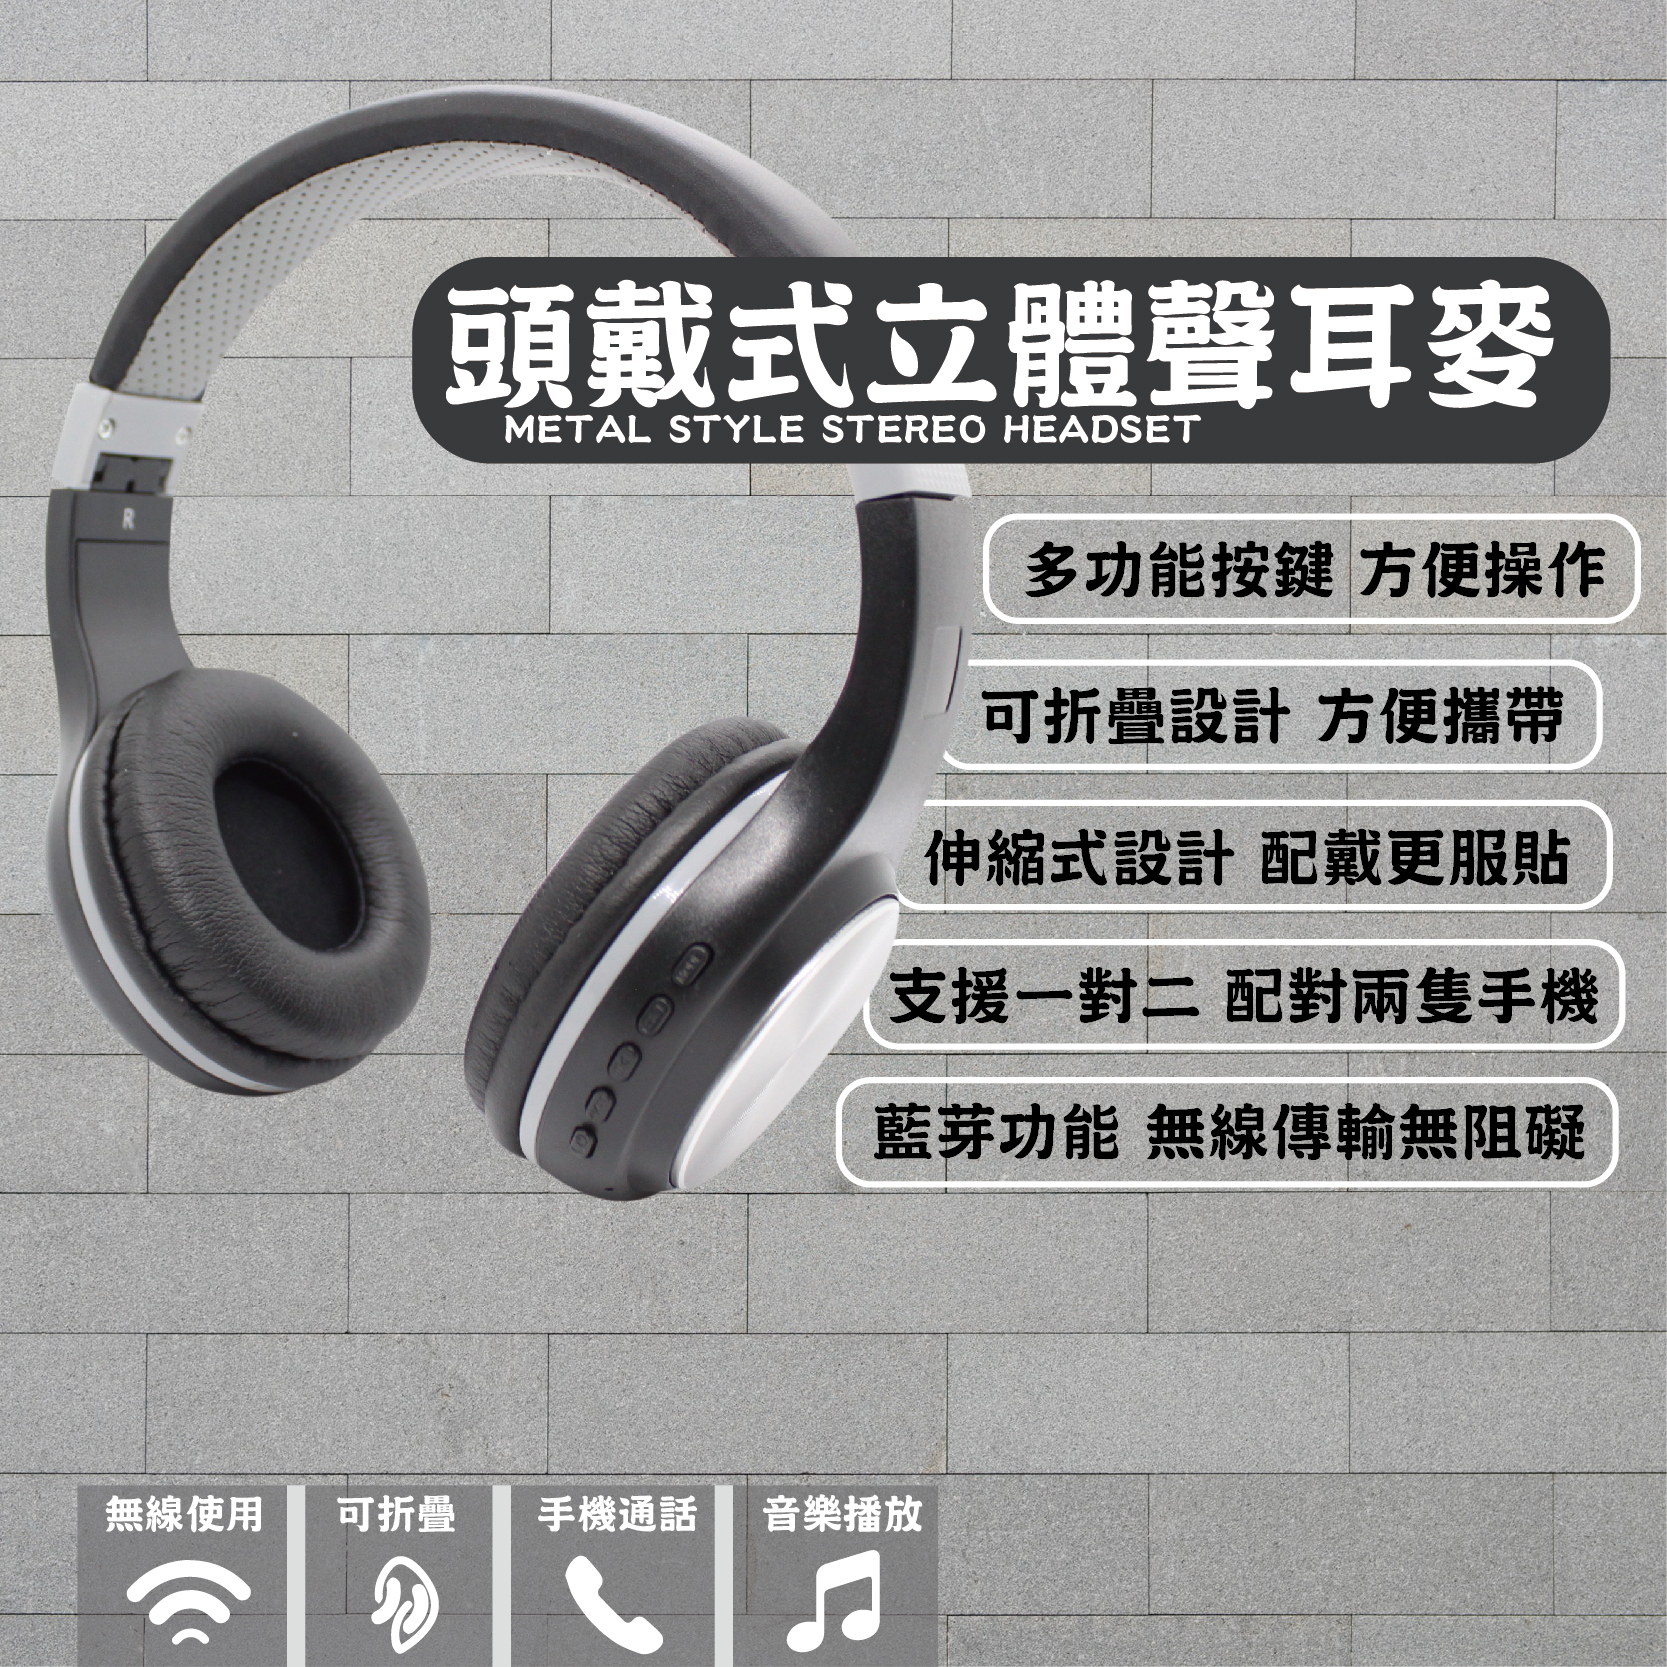 頭戴式立體聲耳麥
METAL STYLE STEREO HEADSET
R
多功能按鍵 方便操作
可折疊設計 方便攜帶
伸縮式設計 配戴更服貼
支援一對二 配對兩隻手機
藍芽功能 無線傳輸無阻礙
無線使用
可折疊
手機通話
音樂播放